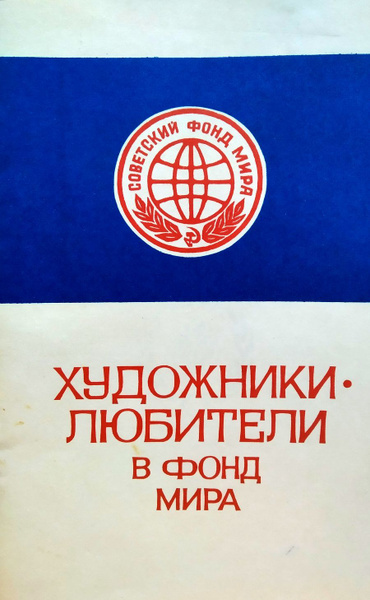 СОВЕТСКИЙ ФОНД МИРА
ХУДОЖНИКИ·
ЛЮБИТЕЛИ
В ФОНД
МИРА